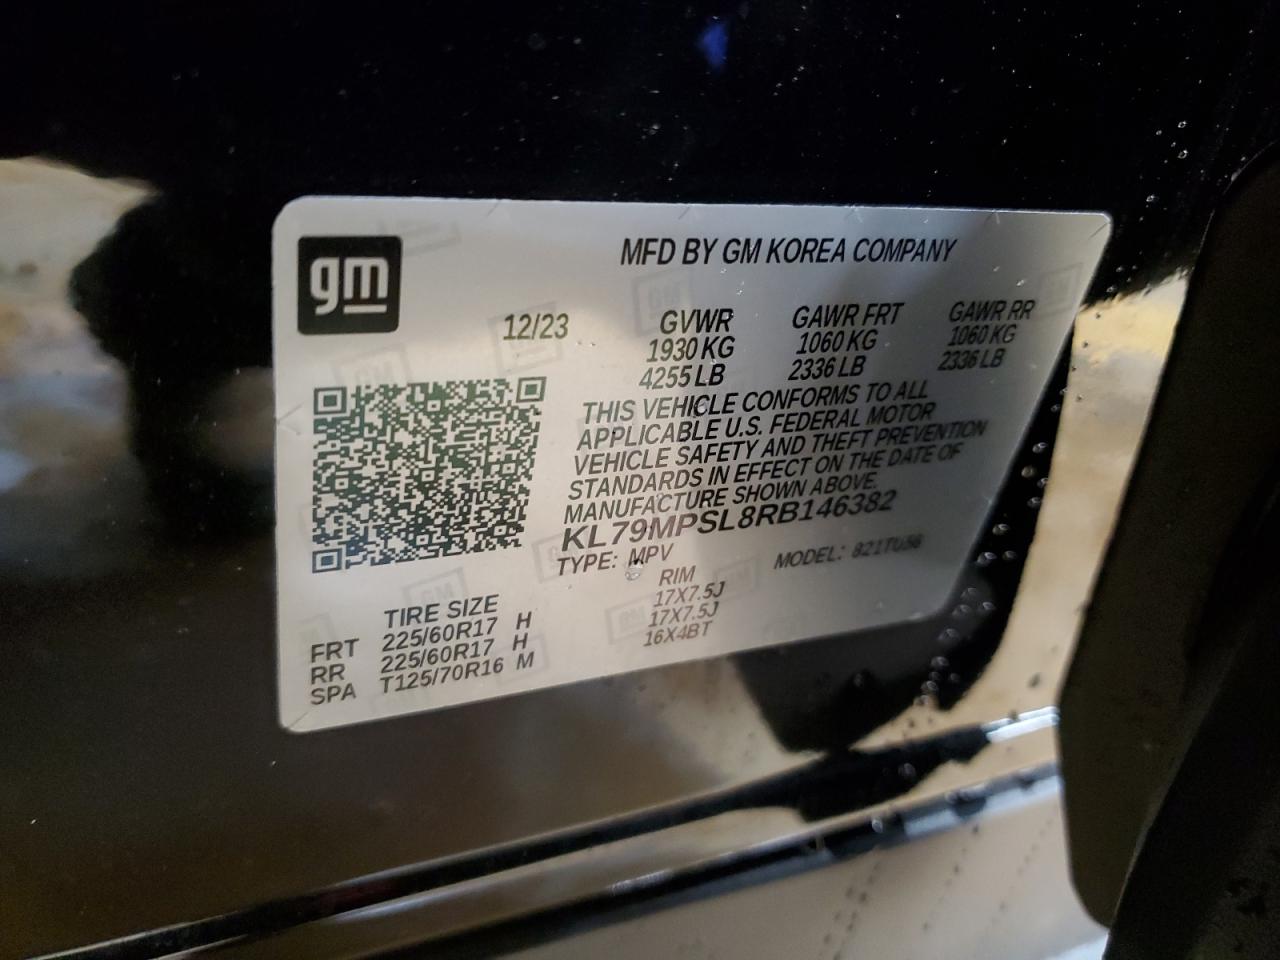 gm
MFD BY GM KOREA COMPANY
12/23
GVWR GAWR FRT GAWR RR
1930 KG 1060 KG 1060 KG
4255 LB 2336 LB 2336 LB
THIS VEHICLE CONFORMS TO ALL
APPLICABLE U.S. FEDERAL MOTOR
VEHICLE SAFETY AND THEFT PREVENTION
STANDARDS IN EFFECT ON THE DATE OF
MANUFACTURE SHOWN ABOVE.
KL79MPSL8RB146382
TYPE: MPV MODEL:
TIRE SIZE RIM
FRT 225/60R17 H 17X7.5J
RR 225/60R17 H 17X7.5J
SPA T125/70R16 M 16X4BT